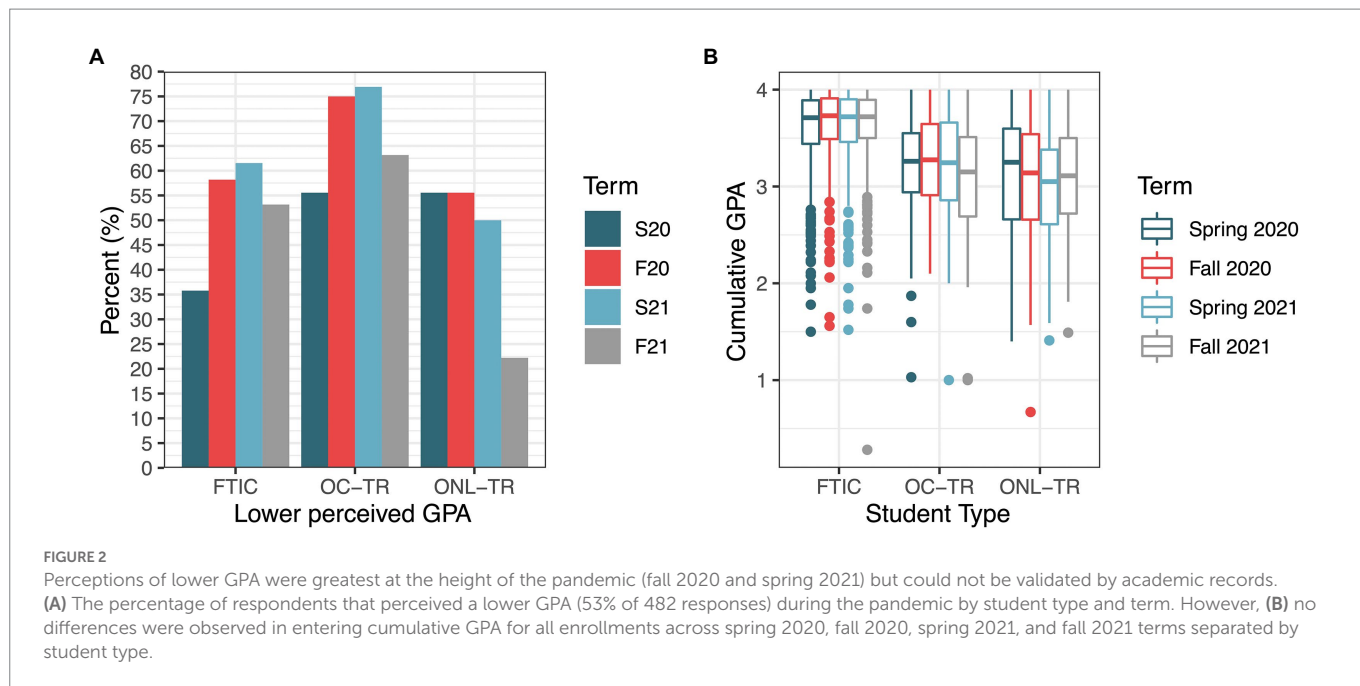 A
80
75
70
65
60
55
50
45
40
35
30
25
20
15
10
5
0
Percent (%)
FTIC OC−TR ONL−TR
Lower perceived GPA
Term
S20
F20
S21
F21
B
4
3
2
1
Cumulative GPA
FTIC OC−TR ONL−TR
Student Type
Term
Spring 2020
Fall 2020
Spring 2021
Fall 2021
FIGURE 2
Perceptions of lower GPA were greatest at the height of the pandemic (fall 2020 and spring 2021) but could not be validated by academic records.
(A) The percentage of respondents that perceived a lower GPA (53% of 482 responses) during the pandemic by student type and term. However, (B) no
differences were observed in entering cumulative GPA for all enrollments across spring 2020, fall 2020, spring 2021, and fall 2021 terms separated by
student type.